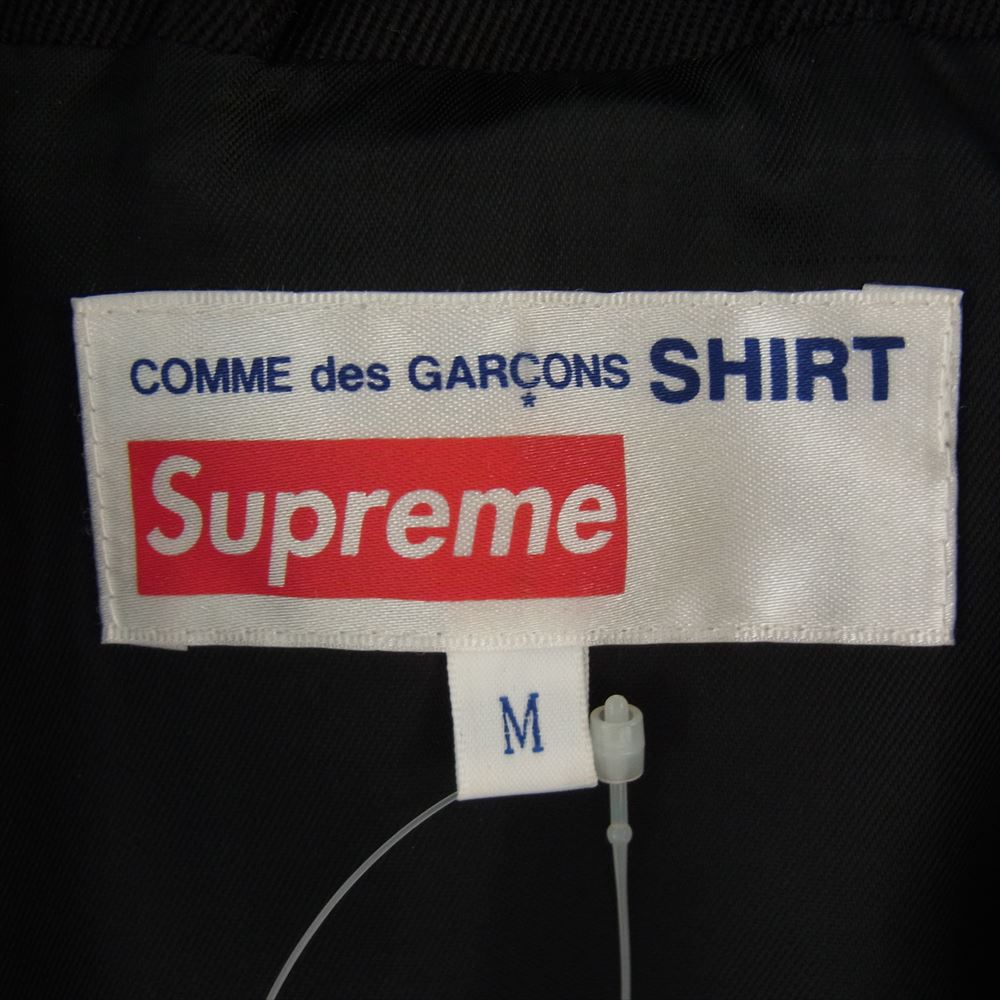 COMME des GARÇONS SHIRT
*
Supreme
M